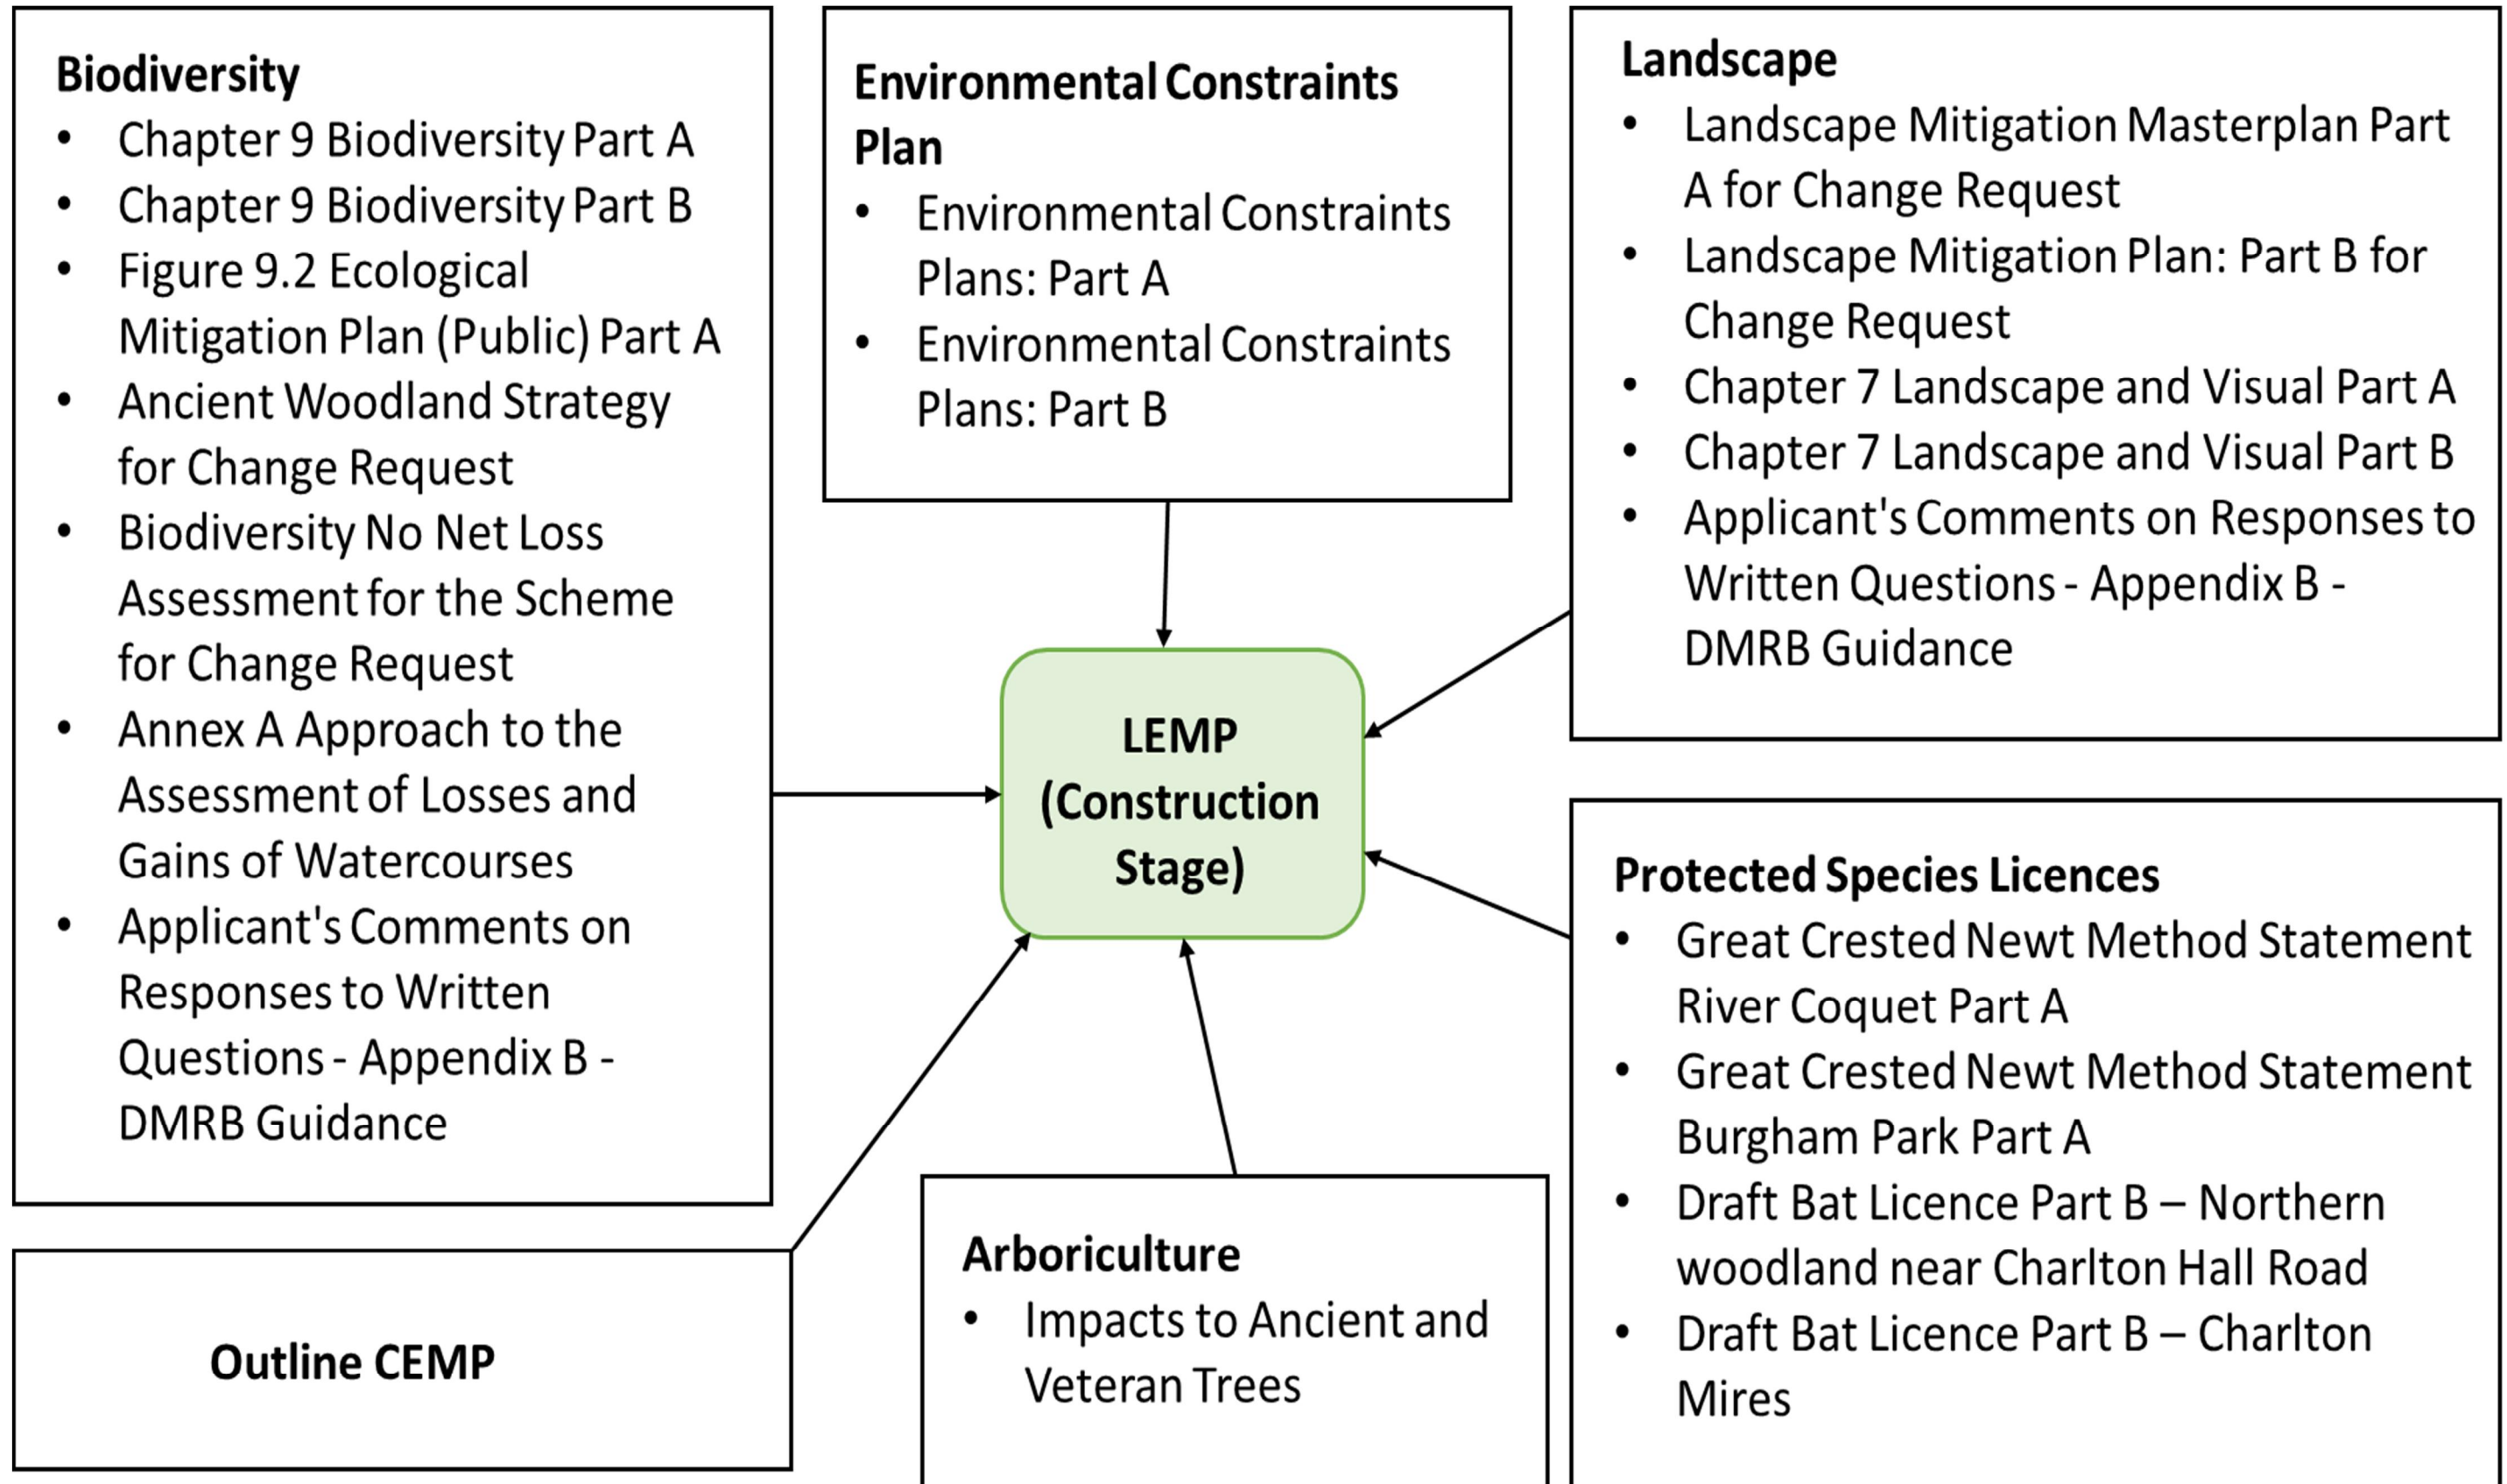 Biodiversity
• Chapter 9 Biodiversity Part A
• Chapter 9 Biodiversity Part B
• Figure 9.2 Ecological
Mitigation Plan (Public) Part A
• Ancient Woodland Strategy
for Change Request
• Biodiversity No Net Loss
Assessment for the Scheme
for Change Request
• Annex A Approach to the
Assessment of Losses and
Gains of Watercourses
• Applicant's Comments on
Responses to Written
Questions - Appendix B -
DMRB Guidance
Environmental Constraints
Plan
• Environmental Constraints
Plans: Part A
• Environmental Constraints
Plans: Part B
Landscape
• Landscape Mitigation Masterplan Part
A for Change Request
• Landscape Mitigation Plan: Part B for
Change Request
• Chapter 7 Landscape and Visual Part A
• Chapter 7 Landscape and Visual Part B
• Applicant's Comments on Responses to
Written Questions - Appendix B -
DMRB Guidance
LEMP
(Construction
Stage)
Protected Species Licences
• Great Crested Newt Method Statement
River Coquet Part A
• Great Crested Newt Method Statement
Burgham Park Part A
• Draft Bat Licence Part B – Northern
woodland near Charlton Hall Road
• Draft Bat Licence Part B – Charlton
Mires
Outline CEMP
Arboriculture
• Impacts to Ancient and
Veteran Trees